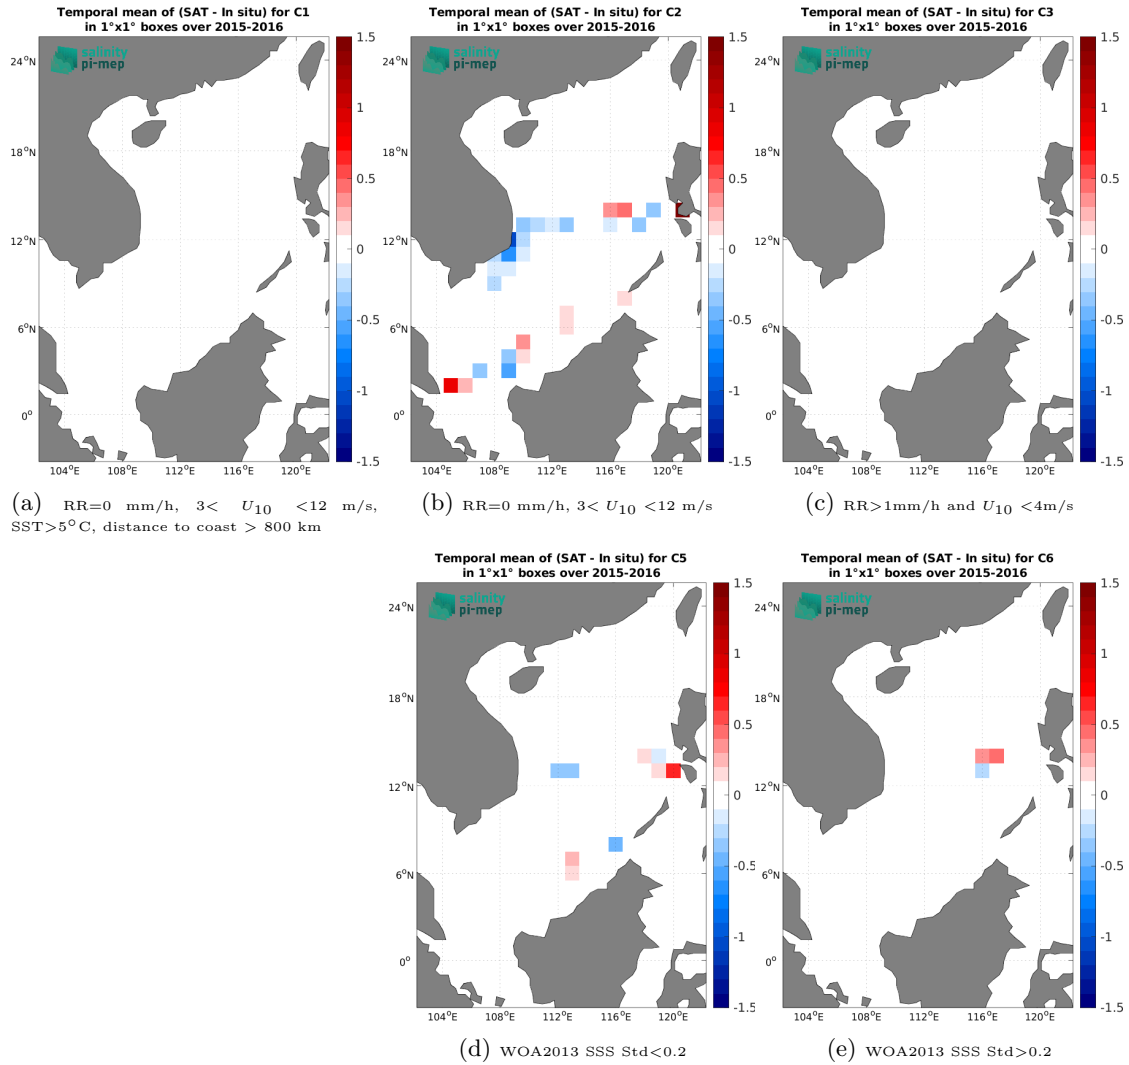 Temporal mean of (SAT - In situ) for C1
in 1°x1° boxes over 2015-2016
salinity
pi-mep
24°N
18°N
12°N
6°N
0°
104°E 108°E 112°E 116°E 120°E
1.5
1
0.5
0
-0.5
-1
-1.5
(a) RR=0 mm/h, 3< U10 <12 m/s,
SST>5°C, distance to coast > 800 km
Temporal mean of (SAT - In situ) for C2
in 1°x1° boxes over 2015-2016
salinity
pi-mep
24°N
18°N
12°N
6°N
0°
104°E 108°E 112°E 116°E 120°E
1.5
1
0.5
0
-0.5
-1
-1.5
(b) RR=0 mm/h, 3< U10 <12 m/s
Temporal mean of (SAT - In situ) for C3
in 1°x1° boxes over 2015-2016
salinity
pi-mep
24°N
18°N
12°N
6°N
0°
104°E 108°E 112°E 116°E 120°E
1.5
1
0.5
0
-0.5
-1
-1.5
(c) RR>1mm/h and U10 <4m/s
Temporal mean of (SAT - In situ) for C5
in 1°x1° boxes over 2015-2016
salinity
pi-mep
24°N
18°N
12°N
6°N
0°
104°E 108°E 112°E 116°E 120°E
1.5
1
0.5
0
-0.5
-1
-1.5
(d) WOA2013 SSS Std<0.2
Temporal mean of (SAT - In situ) for C6
in 1°x1° boxes over 2015-2016
salinity
pi-mep
24°N
18°N
12°N
6°N
0°
104°E 108°E 112°E 116°E 120°E
1.5
1
0.5
0
-0.5
-1
-1.5
(e) WOA2013 SSS Std>0.2